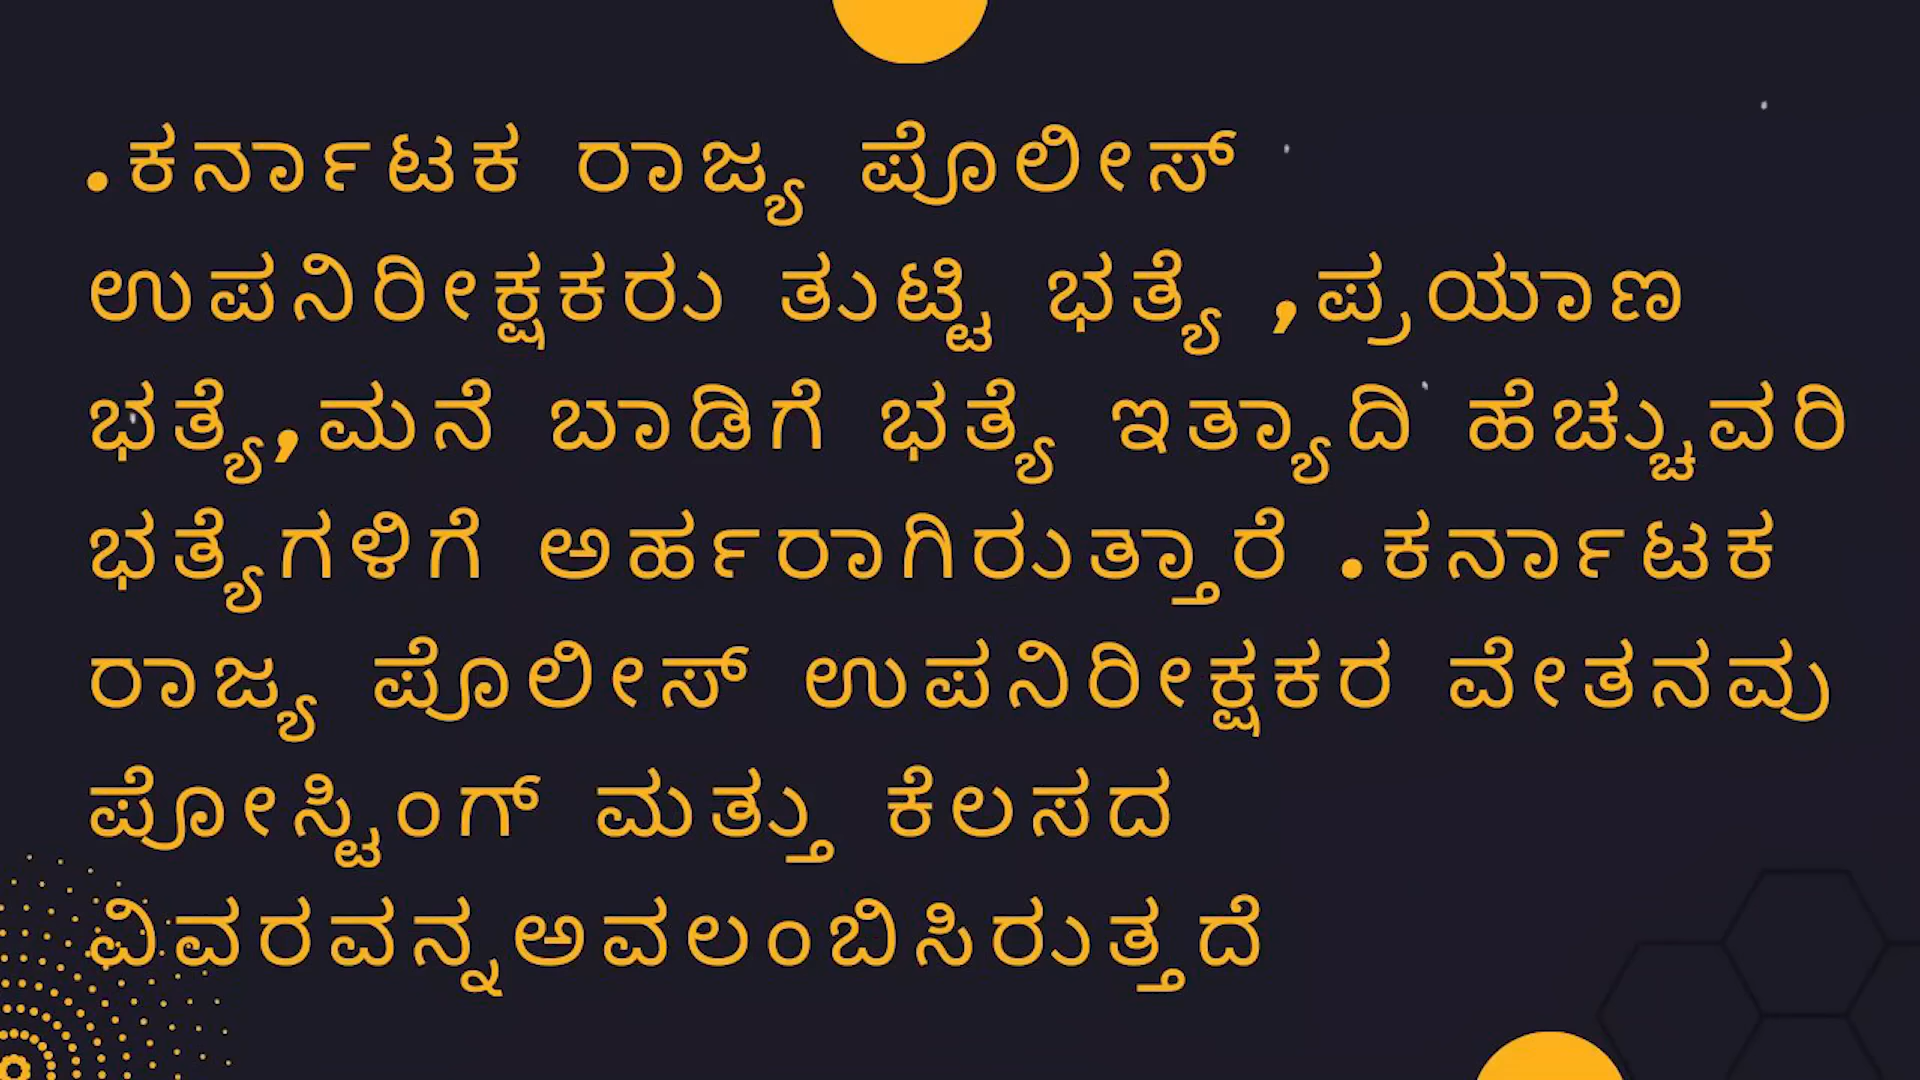 .ಕರ್ನಾಟಕ ರಾಜ್ಯ ಪೊಲೀಸ್
ಉಪನಿರೀಕ್ಷಕರು ತುಟ್ಟಿ ಭತ್ಯೆ ,ಪ್ರಯಾಣ
ಭತ್ಯೆ,ಮನೆ ಬಾಡಿಗೆ ಭತ್ಯೆ ಇತ್ಯಾದಿ ಹೆಚ್ಚುವರಿ
ಭತ್ಯೆಗಳಿಗೆ ಅರ್ಹರಾಗಿರುತ್ತಾರೆ .ಕರ್ನಾಟಕ
ರಾಜ್ಯ ಪೊಲೀಸ್ ಉಪನಿರೀಕ್ಷಕರ ವೇತನವು
ಪೋಸ್ಟಿಂಗ್ ಮತ್ತು ಕೆಲಸದ
ವಿವರವನ್ನಅವಲಂಬಿಸಿರುತ್ತದೆ